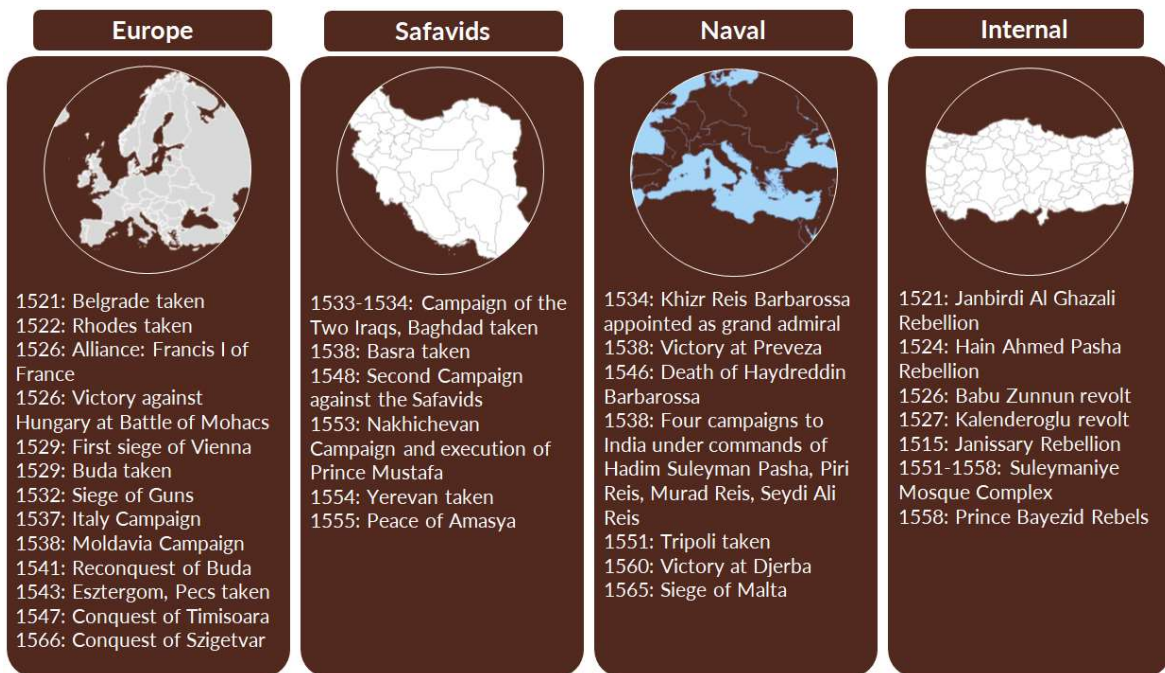 Europe
1521: Belgrade taken
1522: Rhodes taken
1526: Alliance: Francis I of
France
1526: Victory against
Hungary at Battle of Mohacs
1529: First siege of Vienna
1529: Buda taken
1532: Siege of Guns
1537: Italy Campaign
1538: Moldavia Campaign
1541: Reconquest of Buda
1543: Esztergom, Pecs taken
1547: Conquest of Timisoara
1566: Conquest of Szigetvar
Safavids
1533-1534: Campaign of the
Two Iraqs, Baghdad taken
1538: Basra taken
1548: Second Campaign
against the Safavids
1553: Nakhichevan
Campaign and execution of
Prince Mustafa
1554: Yerevan taken
1555: Peace of Amasya
Naval
1534: Khizr Reis Barbarossa
appointed as grand admiral
1538: Victory at Preveza
1546: Death of Haydreddin
Barbarossa
1538: Four campaigns to
India under commands of
Hadim Suleyman Pasha, Piri
Reis, Murad Reis, Seydi Ali
Reis
1551: Tripoli taken
1560: Victory at Djerba
1565: Siege of Malta
Internal
1521: Janbirdi Al Ghazali
Rebellion
1524: Hain Ahmed Pasha
Rebellion
1526: Babu Zunnun revolt
1527: Kalenderoglu revolt
1515: Janissary Rebellion
1551-1558: Suleymaniye
Mosque Complex
1558: Prince Bayezid Rebels